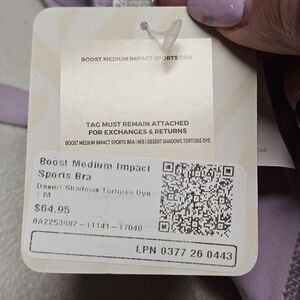 BOOST MEDIUM IMPACT SPORTS BRA
TAG MUST REMAIN ATTACHED
FOR EXCHANGES & RETURNS
BOOST MEDIUM IMPACT SPORTS BRA | M/8 | DESERT SHADOWS TORTOISE DYE
Boost Medium Impact
Sports Bra
Desert Shadows Tortoise Dye
M
$64.95
LPN 0377 26 0443